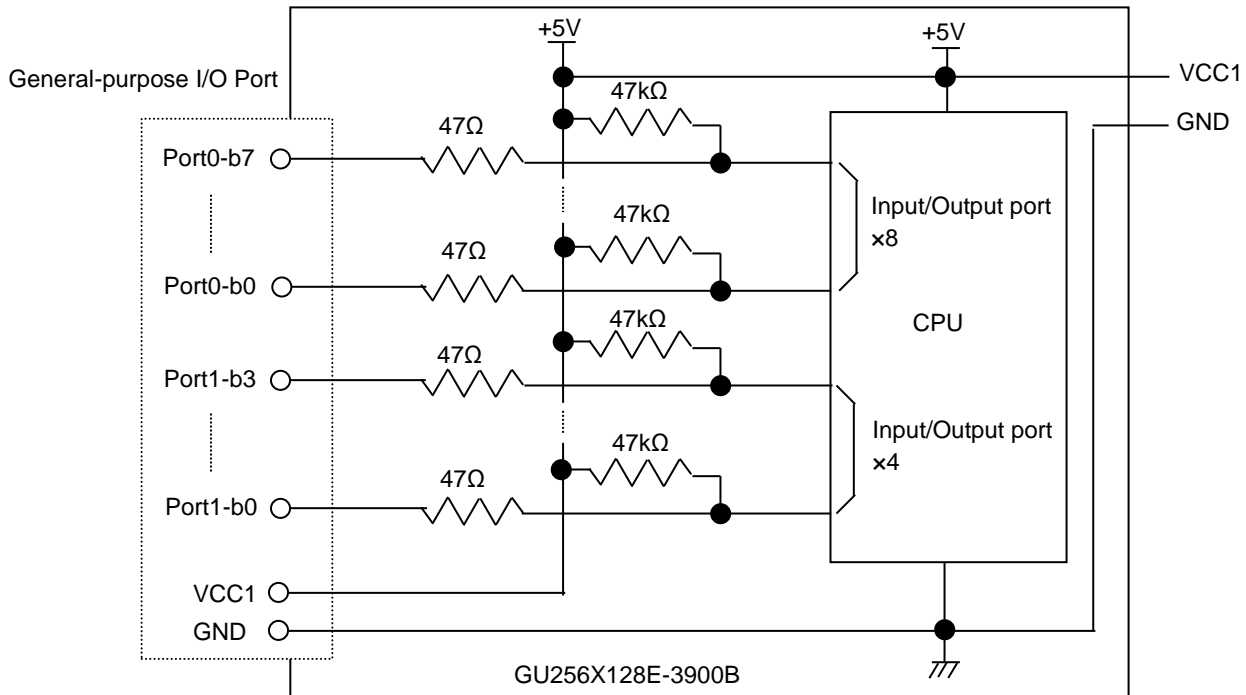 +5V
+5V
General-purpose I/O Port
VCC1
47kΩ
GND
47Ω
Port0-b7
Input/Output port
×8
47kΩ
47Ω
Port0-b0
47kΩ
CPU
47Ω
Port1-b3
Input/Output port
×4
47kΩ
47Ω
Port1-b0
VCC1
GND
GU256X128E-3900B